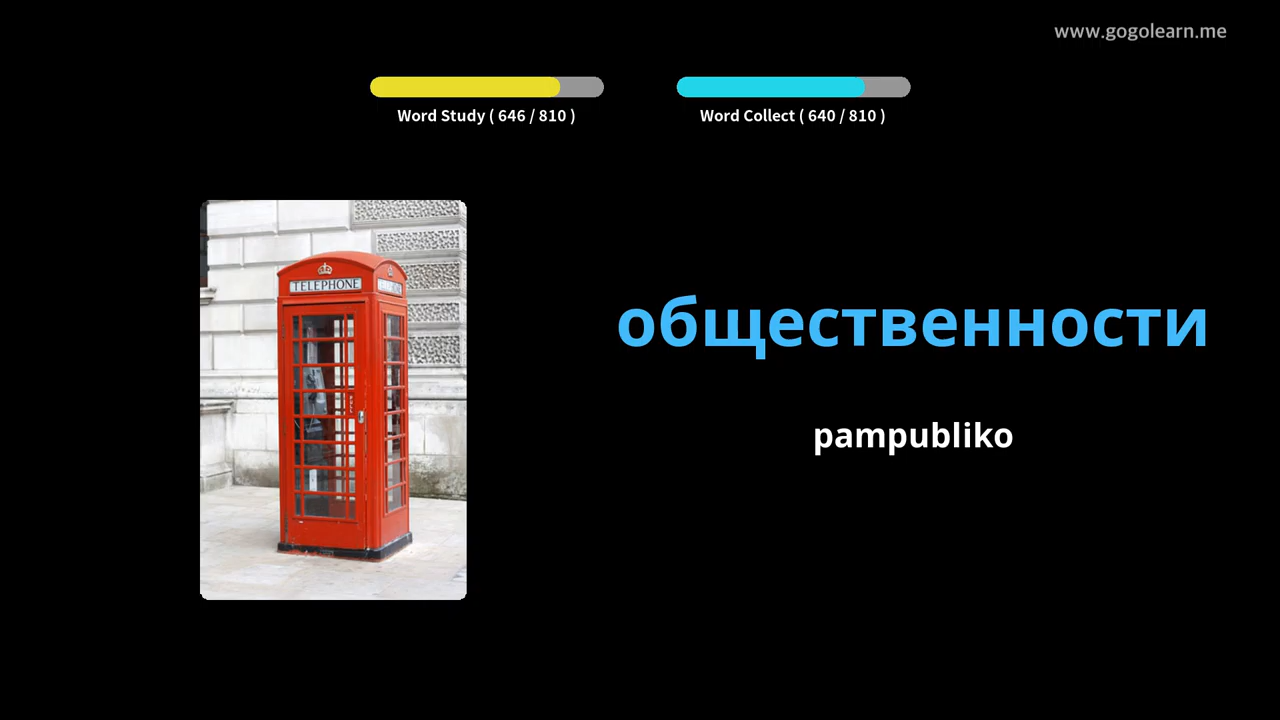 www.gogolearn.me
Word Study ( 646 / 810 )
Word Collect ( 640 / 810 )
TELEPHONE
общественности
pampubliko